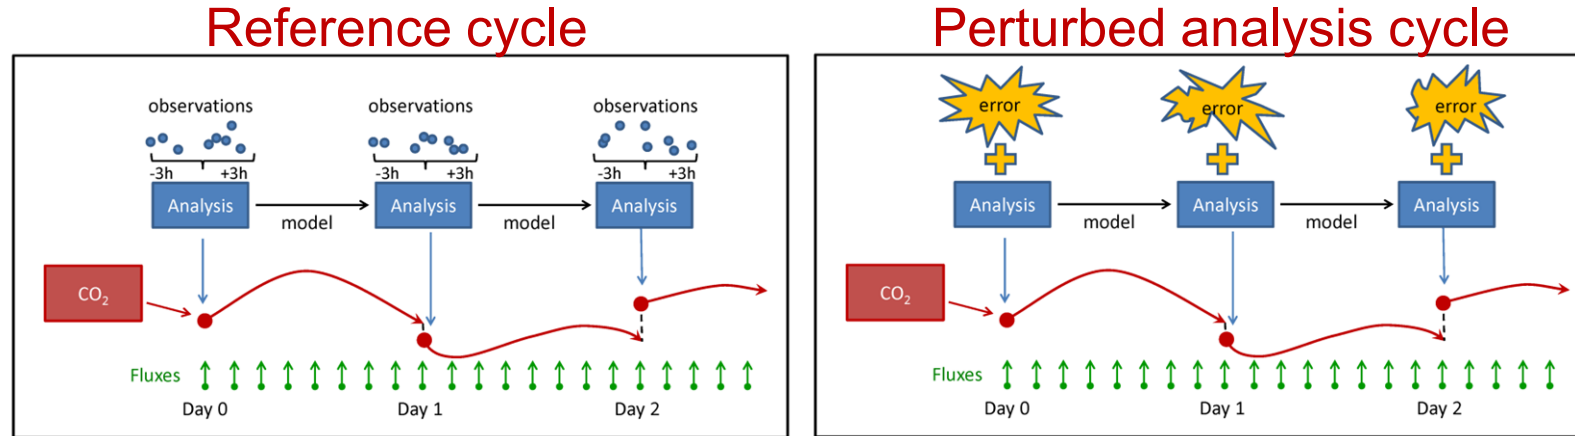 Reference cycle
observations
observations
observations
-3h
+3h
-3h
+3h
-3h
+3h
Analysis
model
Analysis
model
Analysis
CO₂
Fluxes
Day 0
Day 1
Day 2
Perturbed analysis cycle
error
error
error
Analysis
model
Analysis
model
Analysis
CO₂
Fluxes
Day 0
Day 1
Day 2